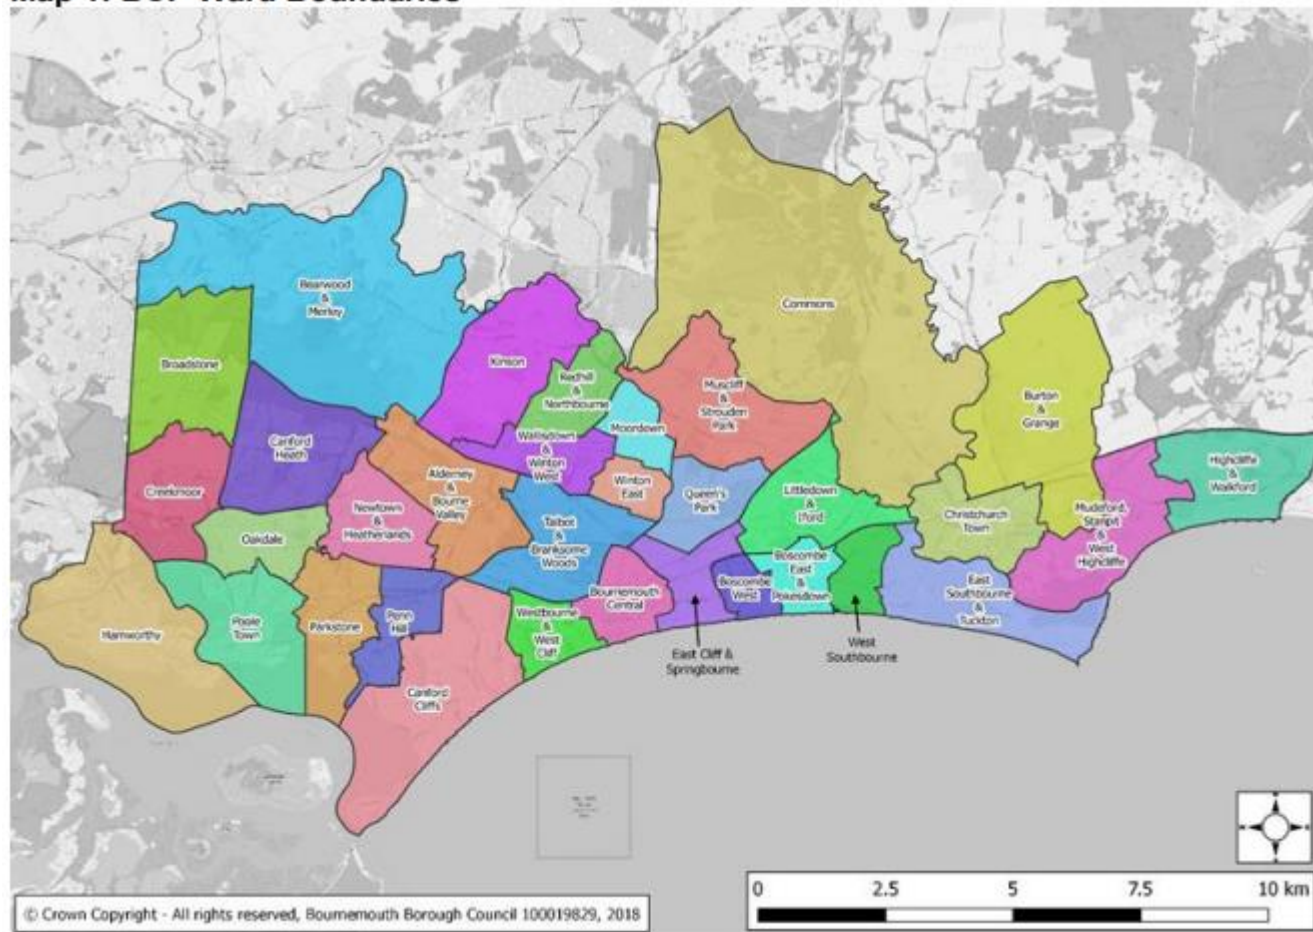 Map 1: BCP Ward Boundaries
Commons
Bearwood
&
Merley
Broadstone
Kinson
Redhill
&
Northbourne
Muscliff
&
Strouden
Park
Burton
&
Grange
Moordown
Canford
Heath
Wallisdown
&
Winton
West
Highcliffe
&
Walkford
Creekmoor
Alderney
&
Bourne
Valley
Winton
East
Queen's
Park
Littledown
&
Iford
Mudeford,
Stanpit
&
West
Highcliffe
Newtown
&
Heatherlands
Christchurch
Town
Oakdale
Talbot
&
Branksome
Woods
Boscombe
East
&
Pokesdown
Boscombe
West
East
Southbourne
&
Tuckton
Bournemouth
Central
Hamworthy
Poole
Town
Parkstone
Penn
Hill
Westbourne
&
West
Cliff
East Cliff &
Springbourne
West
Southbourne
Canford
Cliffs
0 2.5 5 7.5 10 km
© Crown Copyright - All rights reserved, Bournemouth Borough Council 100019829, 2018